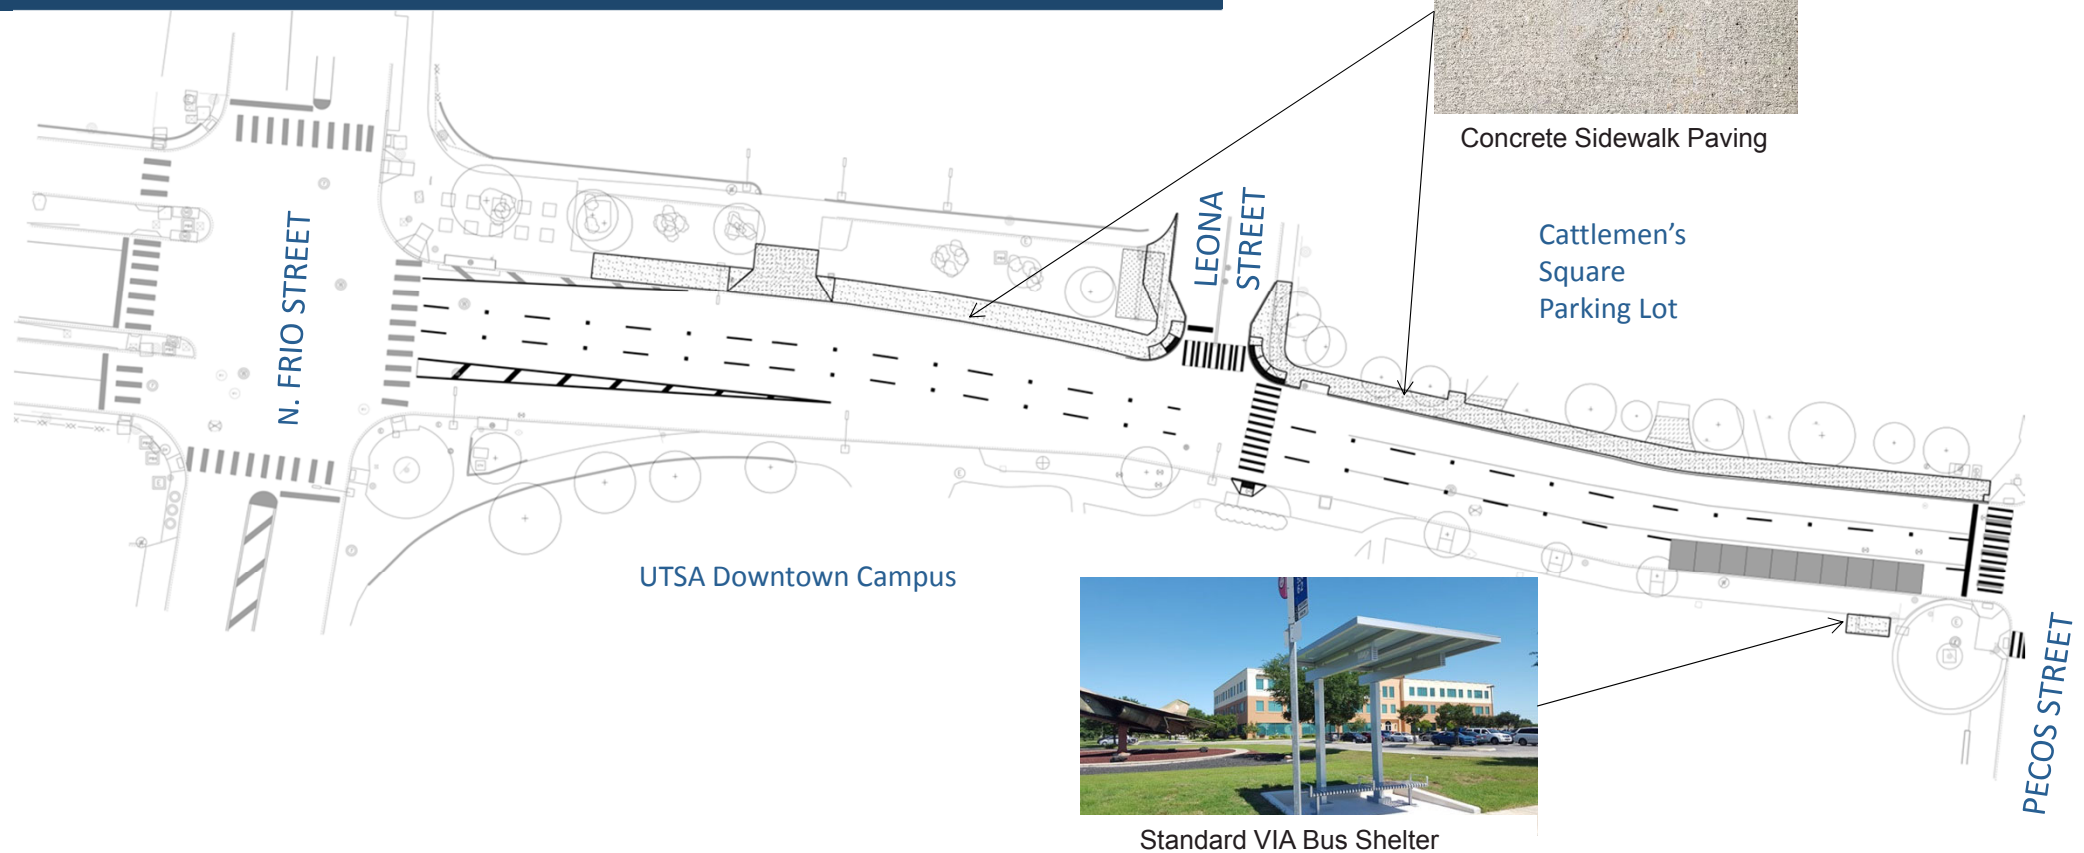 Concrete Sidewalk Paving
LEONA
STREET
Cattlemen's
Square
Parking Lot
N. FRIO STREET
UTSA Downtown Campus
PECOS STREET
Standard VIA Bus Shelter